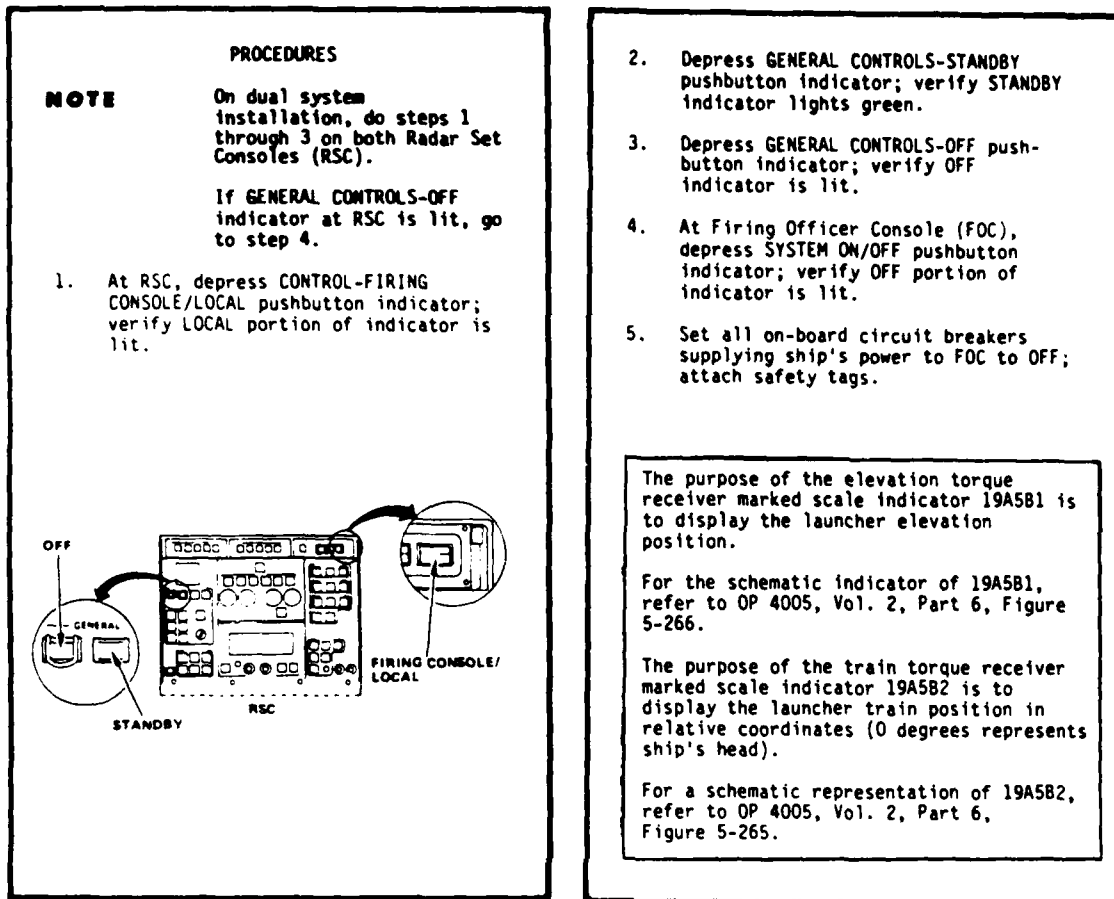 PROCEDURES
NOTE On dual system
installation, do steps 1
through 3 on both Radar Set
Consoles (RSC).
If GENERAL CONTROLS-OFF
indicator at RSC is lit, go
to step 4.
1. At RSC, depress CONTROL-FIRING
CONSOLE/LOCAL pushbutton indicator;
verify LOCAL portion of indicator is
lit.
OFF
GENERAL
STANDBY
RSC
FIRING CONSOLE/
LOCAL
2. Depress GENERAL CONTROLS-STANDBY
pushbutton indicator; verify STANDBY
indicator lights green.
3. Depress GENERAL CONTROLS-OFF push-
button indicator; verify OFF
indicator is lit.
4. At Firing Officer Console (FOC),
depress SYSTEM ON/OFF pushbutton
indicator; verify OFF portion of
indicator is lit.
5. Set all on-board circuit breakers
supplying ship's power to FOC to OFF;
attach safety tags.
The purpose of the elevation torque
receiver marked scale indicator 19A5B1 is
to display the launcher elevation
position.
For the schematic indicator of 19A5B1,
refer to OP 4005, Vol. 2, Part 6, Figure
5-266.
The purpose of the train torque receiver
marked scale indicator 19A5B2 is to
display the launcher train position in
relative coordinates (0 degrees represents
ship's head).
For a schematic representation of 19A5B2,
refer to OP 4005, Vol. 2, Part 6,
Figure 5-265.